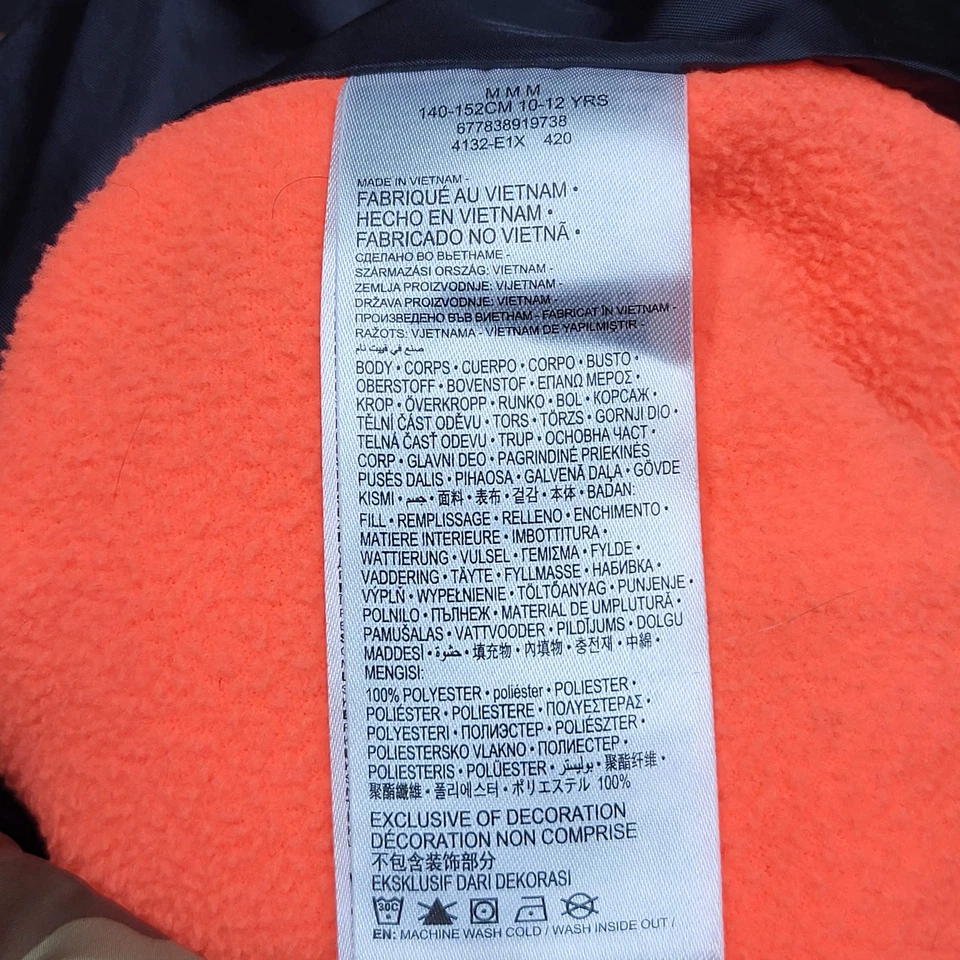 M M M
140-152CM 10-12 YRS
677838919738
4132-E1X 420
MADE IN VIETNAM -
FABRIQUÉ AU VIETNAM •
HECHO EN VIETNAM •
FABRICADO NO VIETNÃ •
СДЕЛАНО ВО ВЬЕТНАМЕ -
SZÁRMAZÁSI ORSZÁG: VIETNAM -
ZEMLJA PROIZVODNJE: VIJETNAM -
DRŽAVA PROIZVODNJE: VIETNAM -
ПРОИЗВЕДЕНО ВЪВ ВИЕТНАМ - FABRICAT ÎN VIETNAM -
RAŽOTS: VJETNAMA - VIETNAM DE YAPILMIŞTIR -
صنع في فييت نام
BODY • CORPS • CUERPO • CORPO • BUSTO •
OBERSTOFF • BOVENSTOF • ΕΠΑΝΩ ΜΕΡΟΣ •
KROP • ÖVERKROPP • RUNKO • BOL • КОРСАЖ •
TĚLNÍ ČÁST ODĚVU • TORS • TÖRZS • GORNJI DIO •
TELNÁ ČASŤ ODEVU • TRUP • ОСНОВНА ЧАСТ •
CORP • GLAVNI DEO • PAGRINDINĖ PRIEKINĖS
PUSĖS DALIS • PIHAOSA • GALVENĀ DAĻA • GÖVDE
KISMI • جسم • 面料 • 表布 • 겉감 • 本体 • BADAN:
FILL • REMPLISSAGE • RELLENO • ENCHIMENTO •
MATIERE INTERIEURE • IMBOTTITURA •
WATTIERUNG • VULSEL • ΓΕΜΙΣΜΑ • FYLDE •
VADDERING • TÄYTE • FYLLMASSE • НАБИВКА •
VÝPLŇ • WYPEŁNIENIE • TÖLTŐANYAG • PUNJENJE •
POLNILO • ПЪЛНЕЖ • MATERIAL DE UMPLUTURĂ •
PAMUŠALAS • VATTVOODER • PILDĪJUMS • DOLGU
MADDESİ • حشوة • 填充物 • 內填物 • 충전재 • 中綿 •
MENGISI:
100% POLYESTER • poliéster • POLIESTER •
POLIÉSTER • POLIESTERE • ΠΟΛΥΕΣΤΕΡΑΣ •
POLYESTERI • ПОЛИЭСТЕР • POLIÉSZTER •
POLIESTERSKO VLAKNO • ПОЛИЕСТЕР •
POLIESTERIS • POLÜESTER • بوليستر • 聚酯纤维 •
聚酯纖維 • 폴리에스터 • ポリエステル 100%
EXCLUSIVE OF DECORATION
DÉCORATION NON COMPRISE
不包含装饰部分
EKSKLUSIF DARI DEKORASI
30C
EN: MACHINE WASH COLD / WASH INSIDE OUT /